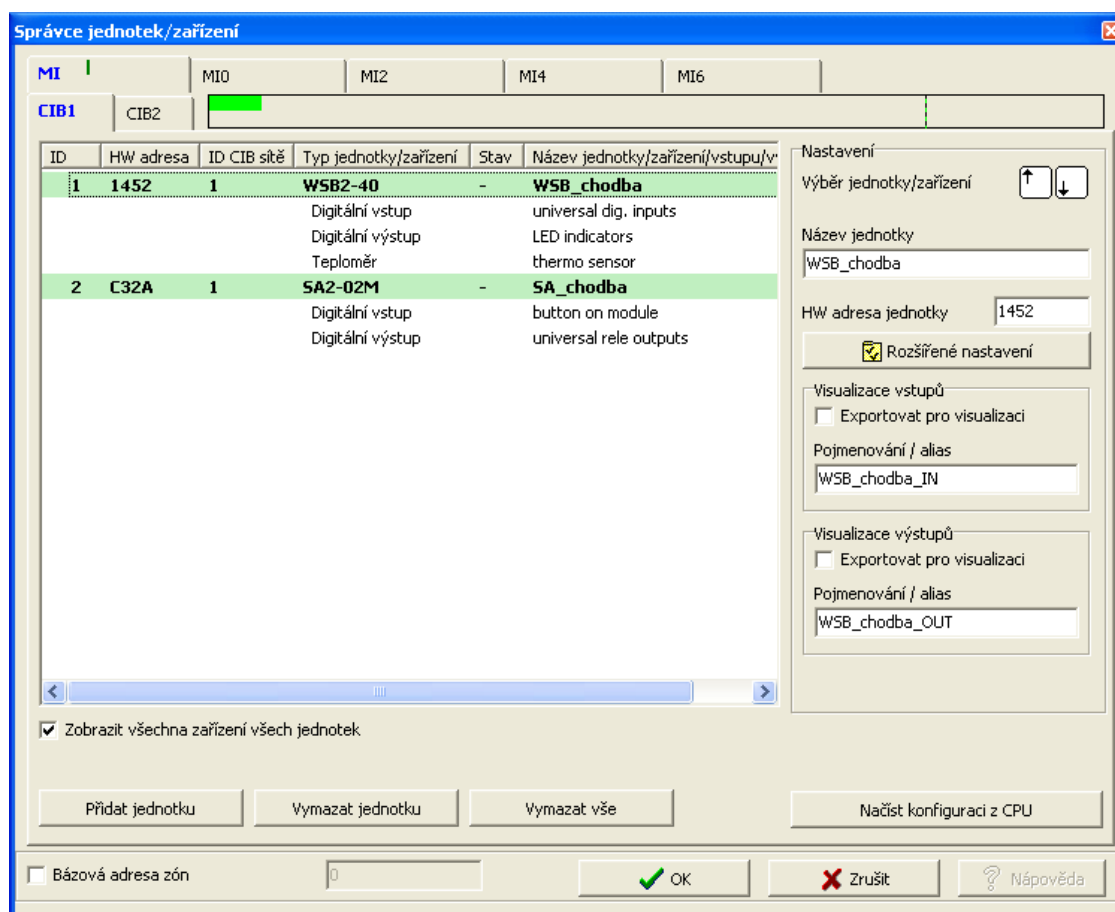 Správce jednotek/zařízení
MI MI0 MI2 MI4 MI6
CIB1 CIB2
ID HW adresa ID CIB sítě Typ jednotky/zařízení Stav Název jednotky/zařízení/vstupu/v
1 1452 1 WSB2-40 - WSB_chodba
Digitální vstup universal dig. inputs
Digitální výstup LED indicators
Teploměr thermo sensor
2 C32A 1 SA2-02M - SA_chodba
Digitální vstup button on module
Digitální výstup universal rele outputs
Nastavení
Výběr jednotky/zařízení
Název jednotky
WSB_chodba
HW adresa jednotky 1452
Rozšířené nastavení
Visualizace vstupů
Exportovat pro visualizaci
Pojmenování / alias
WSB_chodba_IN
Visualizace výstupů
Exportovat pro visualizaci
Pojmenování / alias
WSB_chodba_OUT
Zobrazit všechna zařízení všech jednotek
Přidat jednotku Vymazat jednotku Vymazat vše Načíst konfiguraci z CPU
Bázová adresa zón 0 OK Zrušit Nápověda